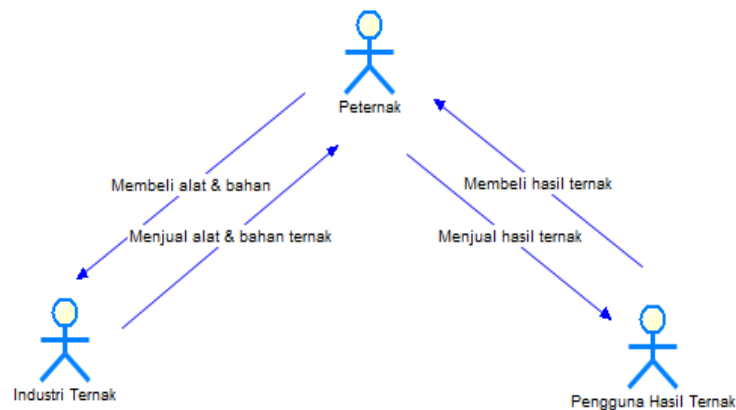 Peternak
Membeli alat & bahan
Membeli hasil ternak
Menjual alat & bahan ternak
Menjual hasil ternak
Industri Ternak
Pengguna Hasil Ternak